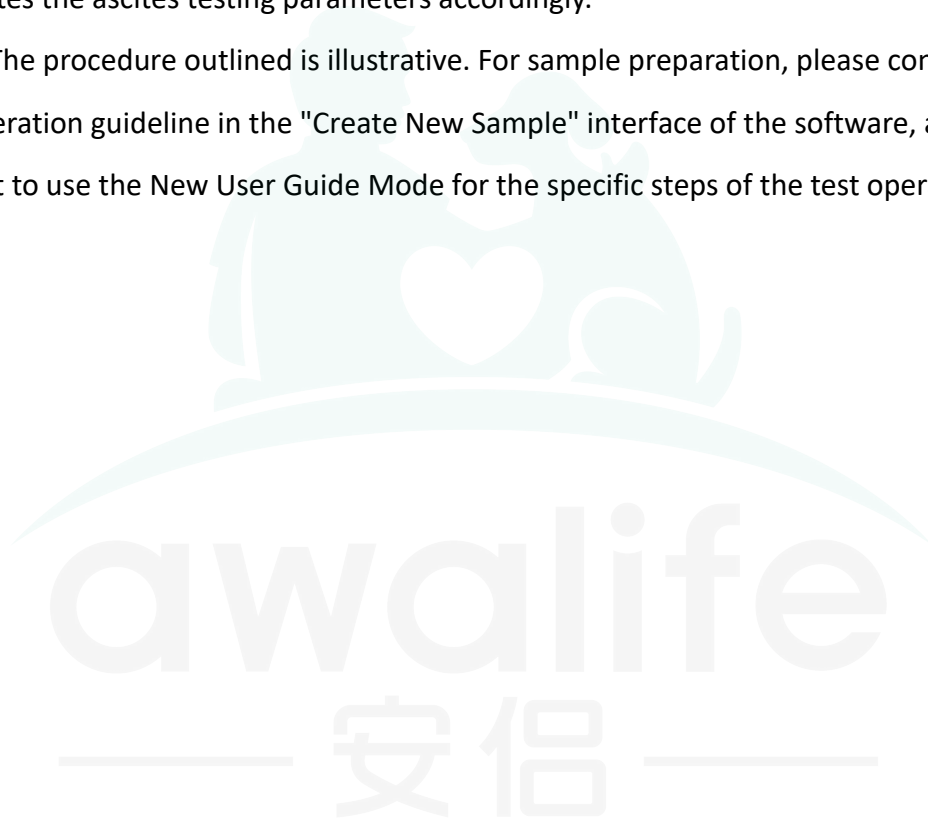 tes the ascites testing parameters accordingly.
The procedure outlined is illustrative. For sample preparation, please con
eration guideline in the "Create New Sample" interface of the software, a
t to use the New User Guide Mode for the specific steps of the test oper
awalife
安侣